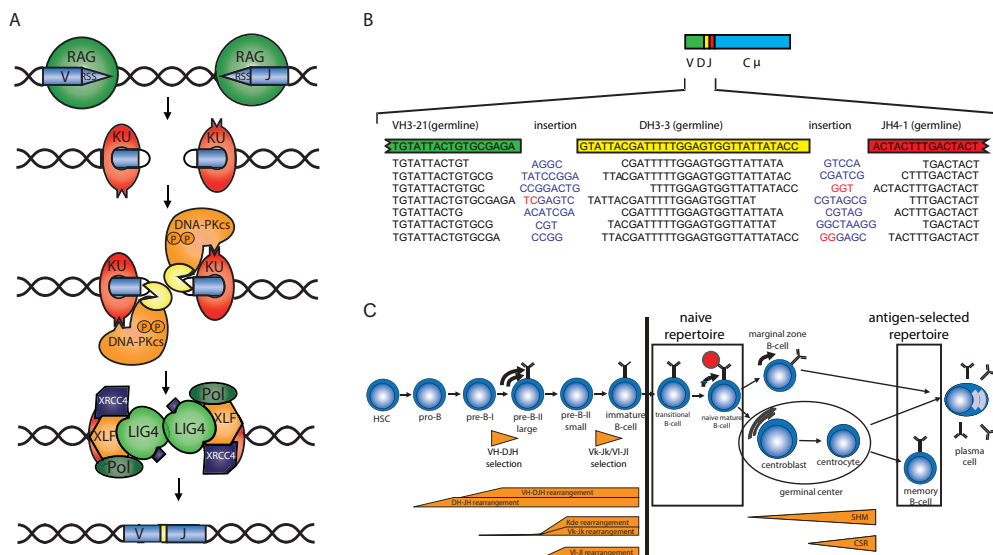 A
RAG
RAG
V
RSS
RSS
J
KU
KU
DNA-PKcs
P P
KU
KU
P P
DNA-PKcs
XRCC4
Pol
XLF
LIG4
LIG4
XLF
Pol
XRCC4
V
J
B
V D J C μ
VH3-21(germline) insertion DH3-3 (germline) insertion JH4-1 (germline)
TGTATTACTGTGCGAGA GTATTACGATTTTTGGAGTGGTTATTATACC ACTACTTTGACTACT
TGTATTACTGT AGGC CGATTTTTGGAGTGGTTATTATA GTCCA TGACTACT
TGTATTACTGTGCG TATCCGGA TTACGATTTTTGGAGTGGTTATTATAC CGATCG CTTTGACTACT
TGTATTACTGTGC CCGGACTG TTTTGGAGTGGTTATTATACC GGT ACTACTTTGACTACT
TGTATTACTGTGCGAGA TCGAGTC TATTACGATTTTTGGAGTGGTTAT CGTAGCG TTTGACTACT
TGTATTACTG ACATCGA CGATTTTTGGAGTGGTTATTATA CGTAG ACTTTGACTACT
TGTATTACTGTGC CGT TACGATTTTTGGAGTGGTTATTAT GGCTAAGG TGACTACT
TGTATTACTGTGCGA CCGG TTACGATTTTTGGAGTGGTTATTATACC GGGAGC TACTTTGACTACT
C
naive
repertoire
marginal zone
B-cell
antigen-selected
repertoire
HSC
pro-B
pre-B-I
pre-B-II
large
pre-B-II
small
immature
B-cell
transitional
B-cell
naive mature
B-cell
centroblast
centrocyte
germinal center
memory
B-cell
plasma
cell
VH-DJH
selection
Vk-Jk/Vl-Jl
selection
VH-DJH rearrangement
DH-JH rearrangement
Kde rearrangement
Vk-Jk rearrangement
Vl-Jl rearrangement
SHM
CSR